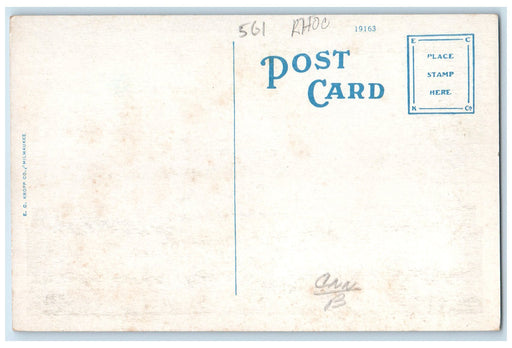 561 RHOC 19163
POST
CARD
E C
PLACE
STAMP
HERE
K Co
E. C. KROPP CO., MILWAUKEE
B